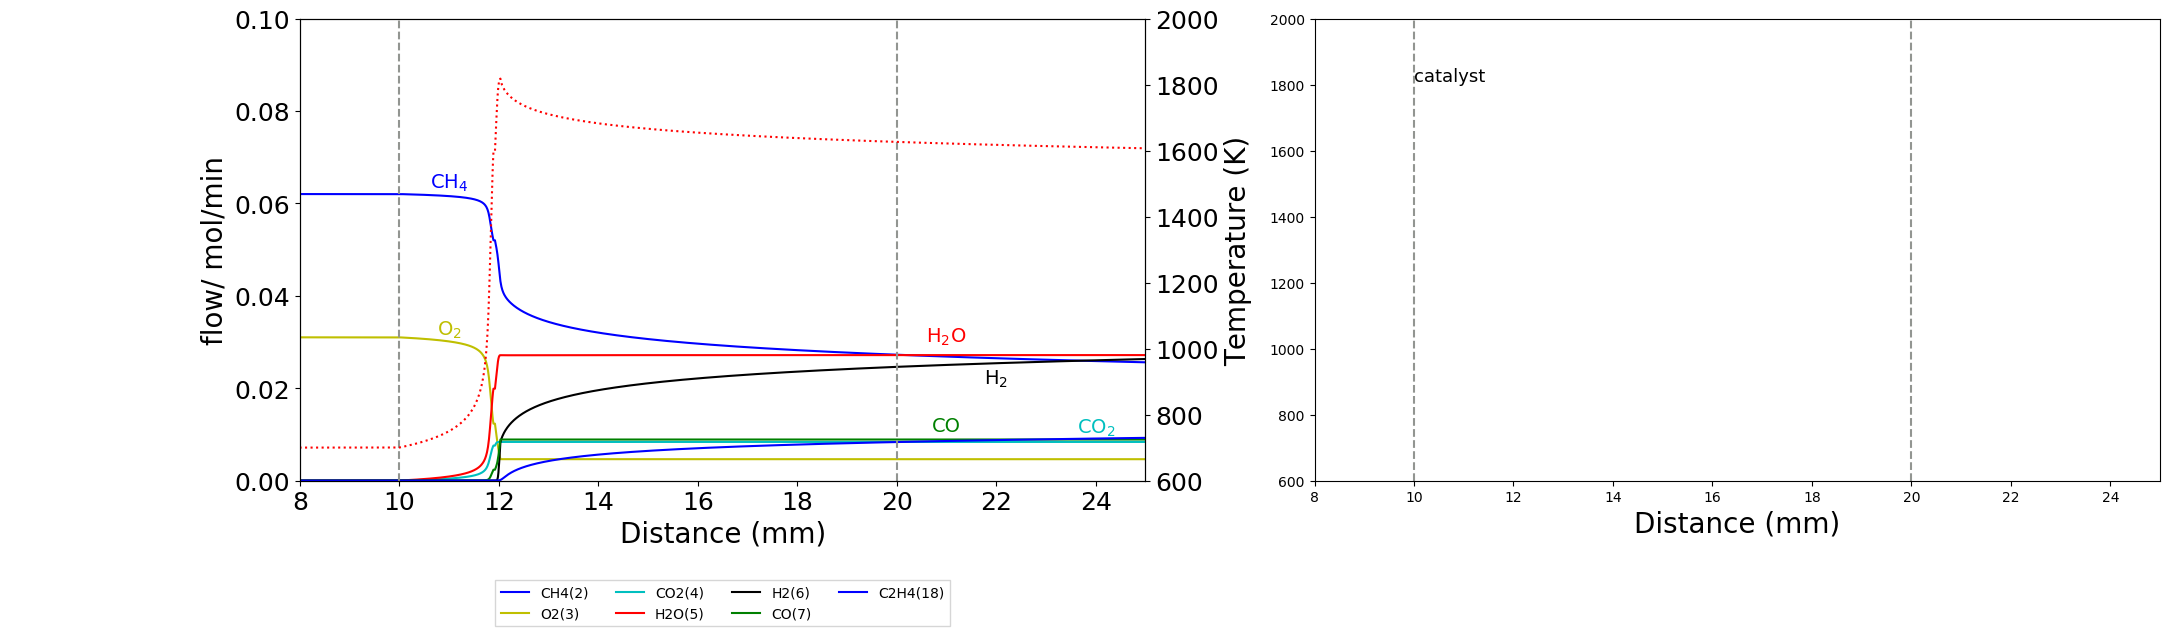 0.10
0.08
0.06
0.04
0.02
0.00
flow/ mol/min
CH4
O2
H2O
H2
CO
CO2
8 10 12 14 16 18 20 22 24
Distance (mm)
2000
1800
1600
1400
1200
1000
800
600
Temperature (K)
CH4(2) CO2(4) H2(6) C2H4(18)
O2(3) H2O(5) CO(7)
2000
1800
1600
1400
1200
1000
800
600
catalyst
8 10 12 14 16 18 20 22 24
Distance (mm)